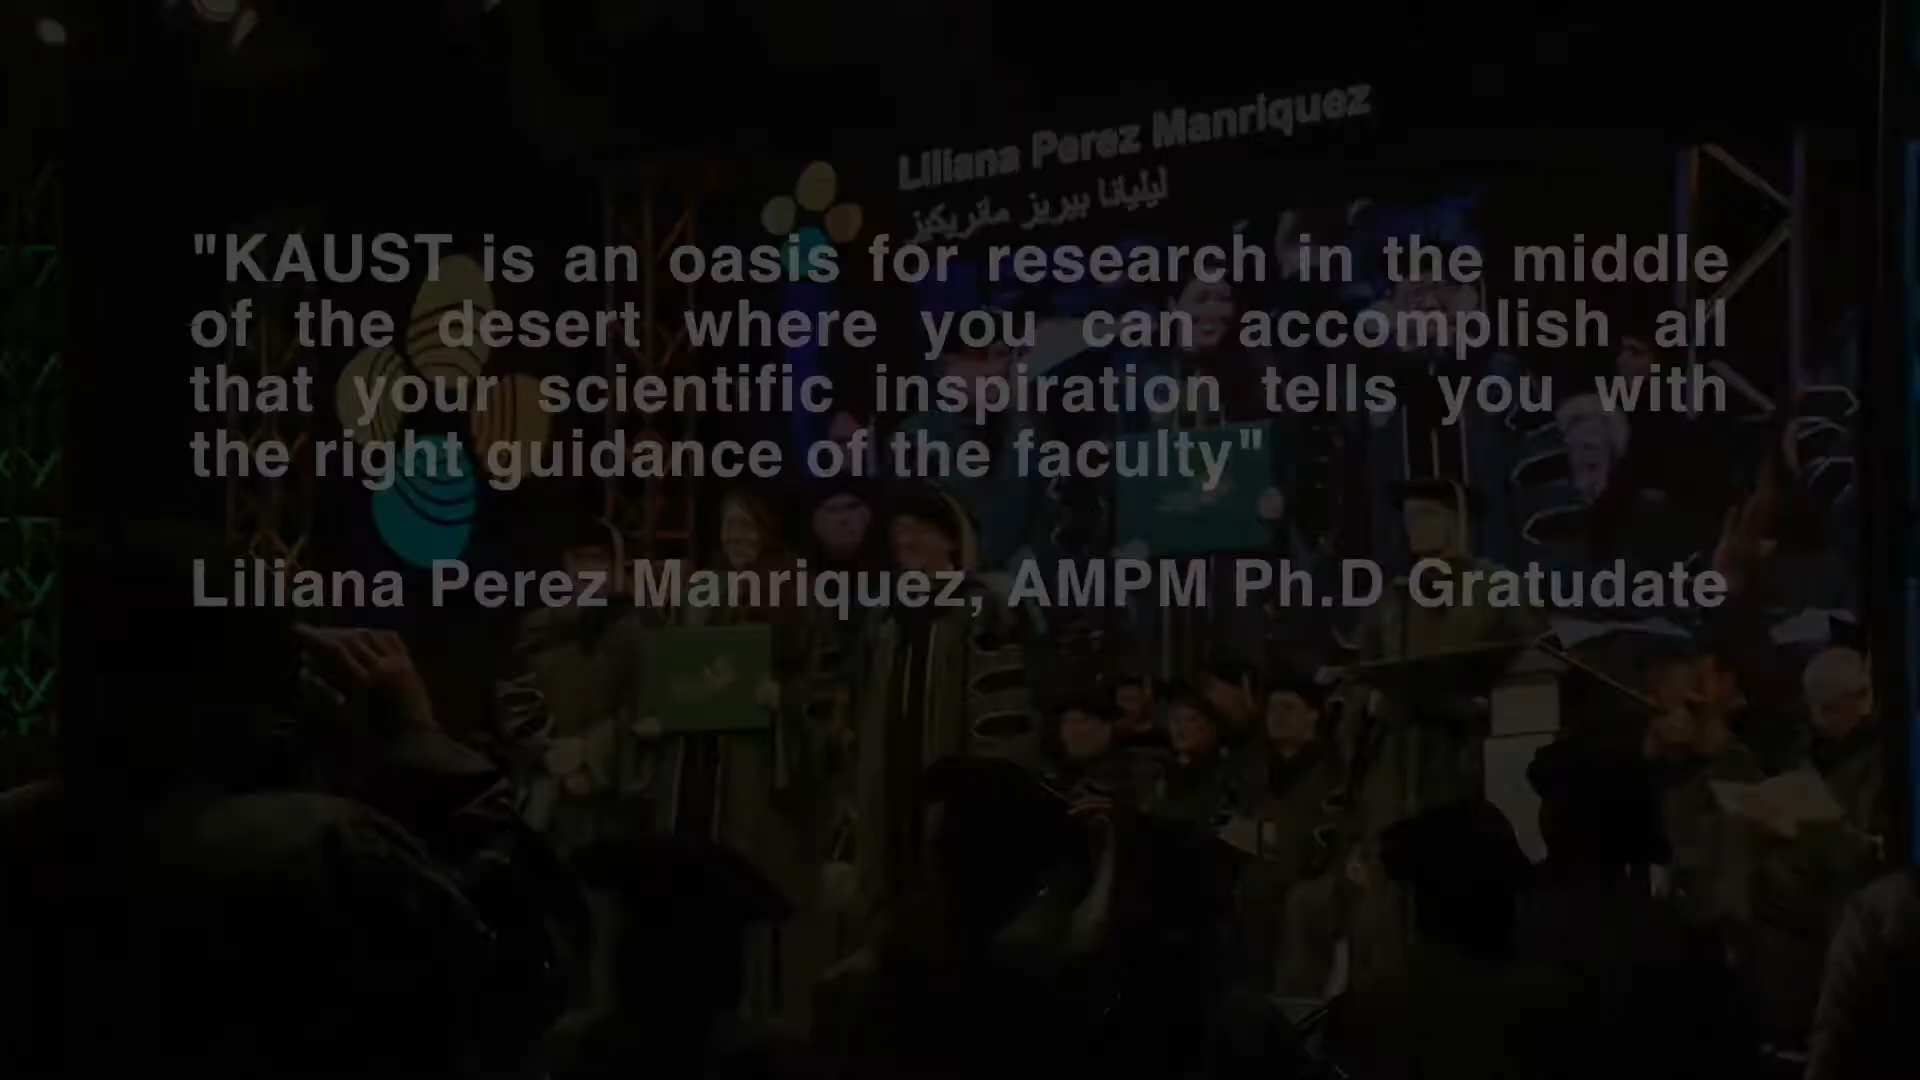 Liliana Perez Manriquez
ليليانا بيريز مانريكيز
"KAUST is an oasis for research in the middle
of the desert where you can accomplish all
that your scientific inspiration tells you with
the right guidance of the faculty"
Liliana Perez Manriquez, AMPM Ph.D Gratudate